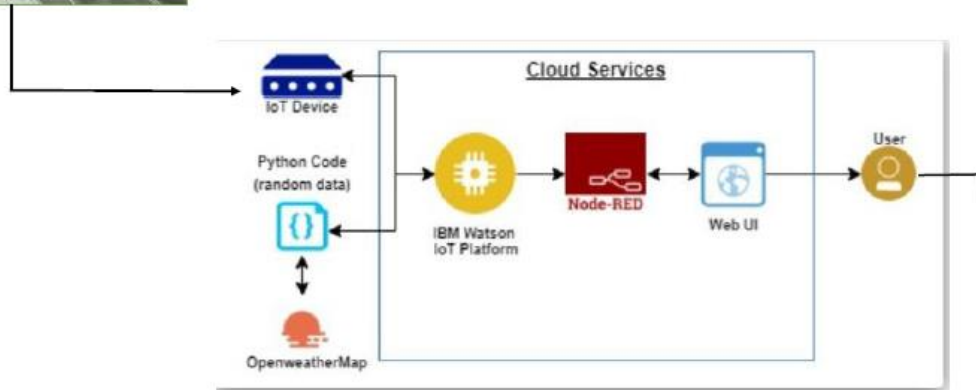 Cloud Services
IoT Device
Python Code
(random data)
{}
OpenweatherMap
IBM Watson
IoT Platform
Node-RED
Web UI
User